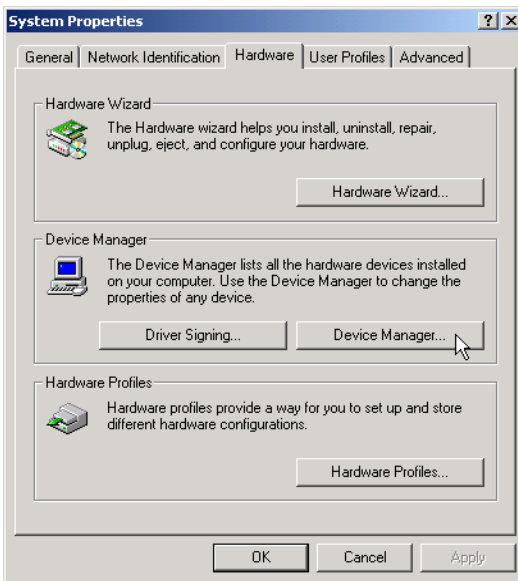 System Properties
General
Network Identification
Hardware
User Profiles
Advanced
Hardware Wizard
The Hardware wizard helps you install, uninstall, repair,
unplug, eject, and configure your hardware.
Hardware Wizard...
Device Manager
The Device Manager lists all the hardware devices installed
on your computer. Use the Device Manager to change the
properties of any device.
Driver Signing...
Device Manager...
Hardware Profiles
Hardware profiles provide a way for you to set up and store
different hardware configurations.
Hardware Profiles...
OK
Cancel
Apply